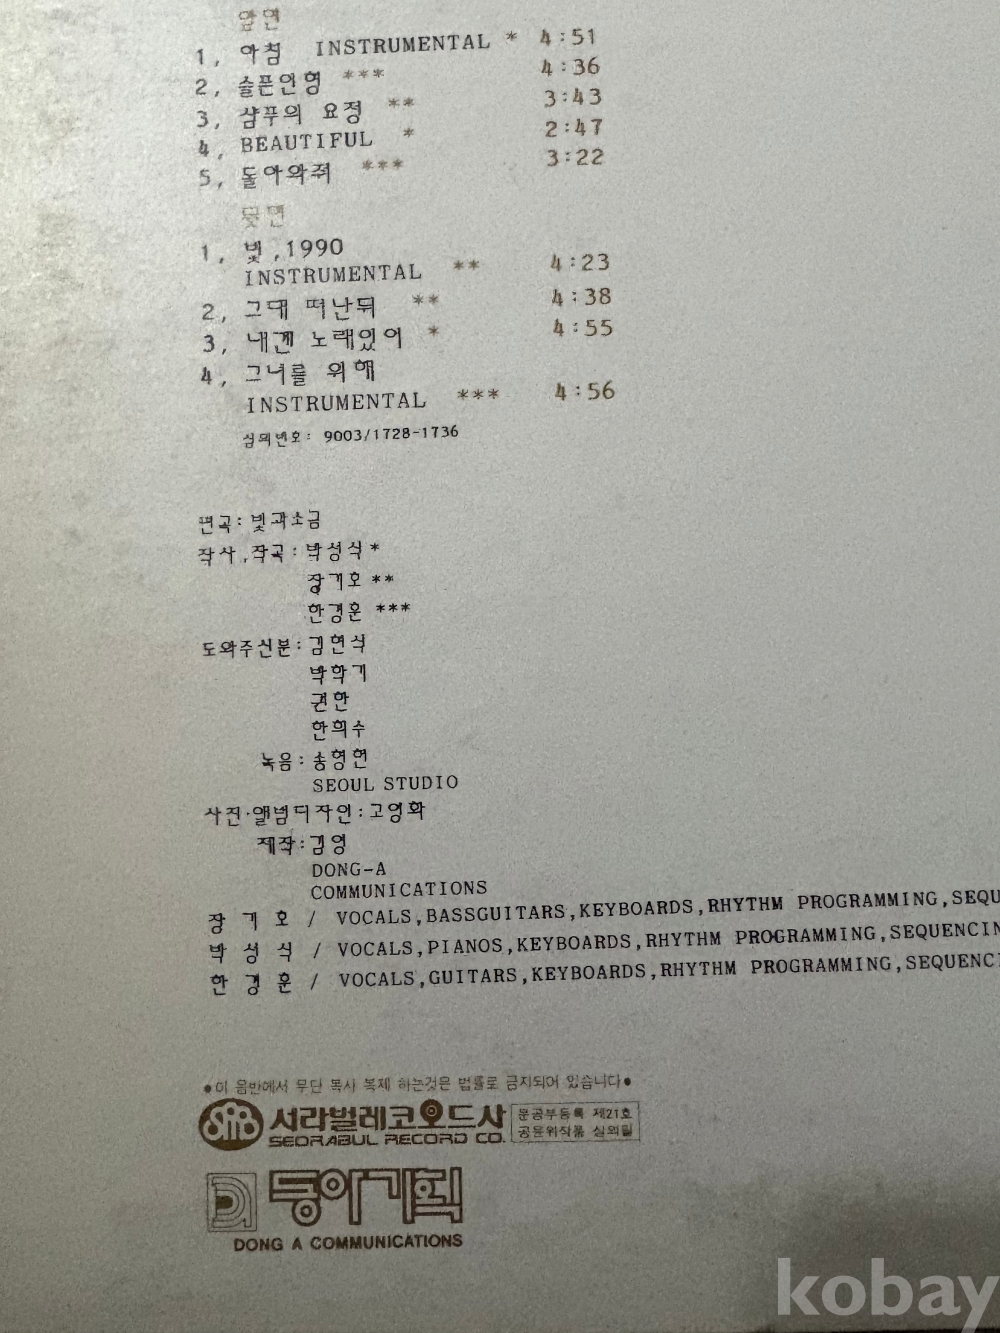 앞면
1, 아침 INSTRUMENTAL * 4:51
2, 슬픈인형 *** 4:36
3, 샴푸의 요정 ** 3:43
4, BEAUTIFUL * 2:47
5, 돌아와줘 *** 3:22
뒷면
1, 빛,1990
INSTRUMENTAL ** 4:23
2, 그대 떠난뒤 ** 4:38
3, 내겐 노래있어 * 4:55
4, 그녀를 위해
INSTRUMENTAL *** 4:56
심의번호: 9003/1728-1736
편곡: 빛과소금
작사,작곡: 박성식 *
장기호 **
한경훈 ***
도와주신분: 김현식
박학기
권한
한희수
녹음: 송형헌
SEOUL STUDIO
사진·앨범디자인: 고영화
제작: 김영
DONG-A
COMMUNICATIONS
장 기 호 / VOCALS,BASSGUITARS,KEYBOARDS,RHYTHM PROGRAMMING,SEQU
박 성 식 / VOCALS,PIANOS,KEYBOARDS,RHYTHM PROGRAMMING,SEQUENCIN
한 경 훈 / VOCALS,GUITARS,KEYBOARDS,RHYTHM PROGRAMMING,SEQUENCI
●이 음반에서 무단 복사 복제 하는것은 법률로 금지되어 있습니다●
SRB 서라벌레코오드사 문공부등록 제21호
SEORABUL RECORD CO. 공윤위작품 심의필
동아기획
DONG A COMMUNICATIONS
kobay